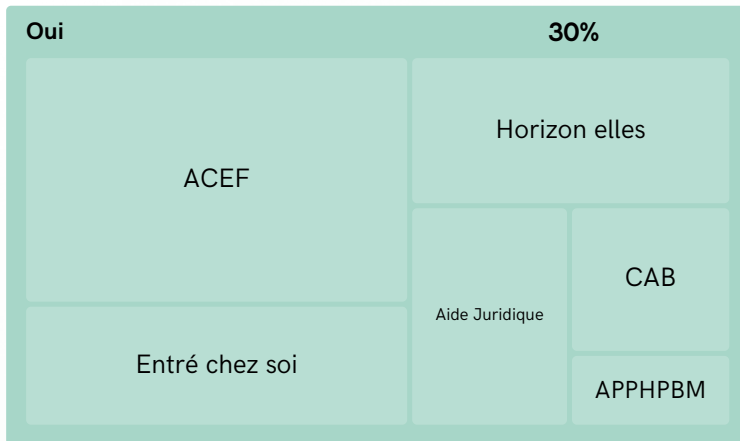 Oui
30%
ACEF
Horizon elles
Aide Juridique
CAB
Entré chez soi
APPHPBM